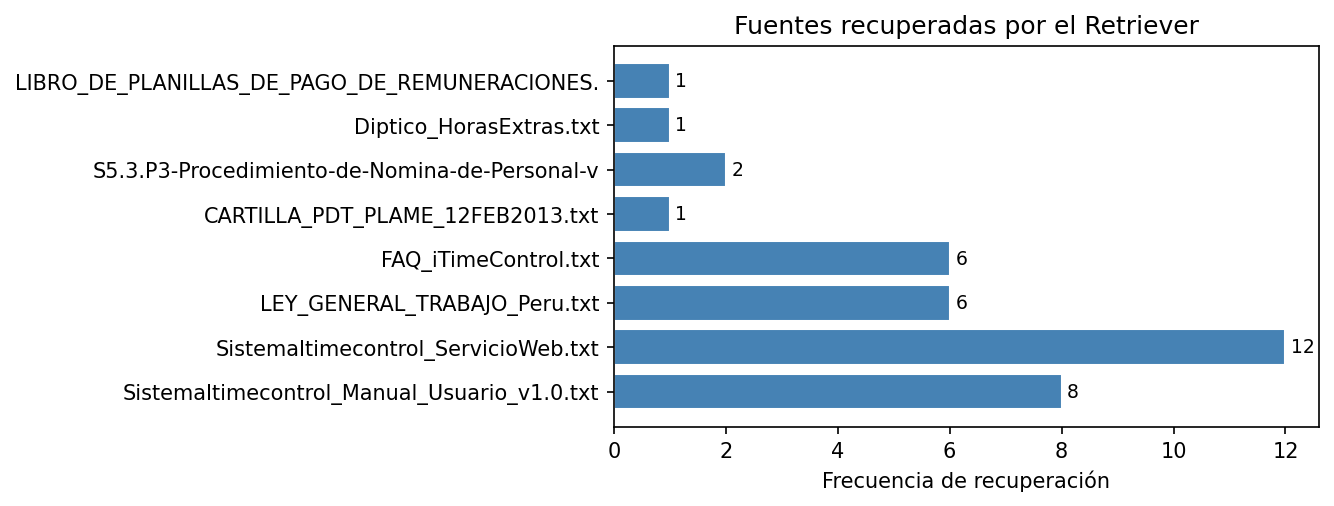 Fuentes recuperadas por el Retriever
LIBRO_DE_PLANILLAS_DE_PAGO_DE_REMUNERACIONES. 1
Diptico_HorasExtras.txt 1
S5.3.P3-Procedimiento-de-Nomina-de-Personal-v 2
CARTILLA_PDT_PLAME_12FEB2013.txt 1
FAQ_iTimeControl.txt 6
LEY_GENERAL_TRABAJO_Peru.txt 6
SistemaItimecontrol_ServicioWeb.txt 12
SistemaItimecontrol_Manual_Usuario_v1.0.txt 8
0 2 4 6 8 10 12
Frecuencia de recuperación